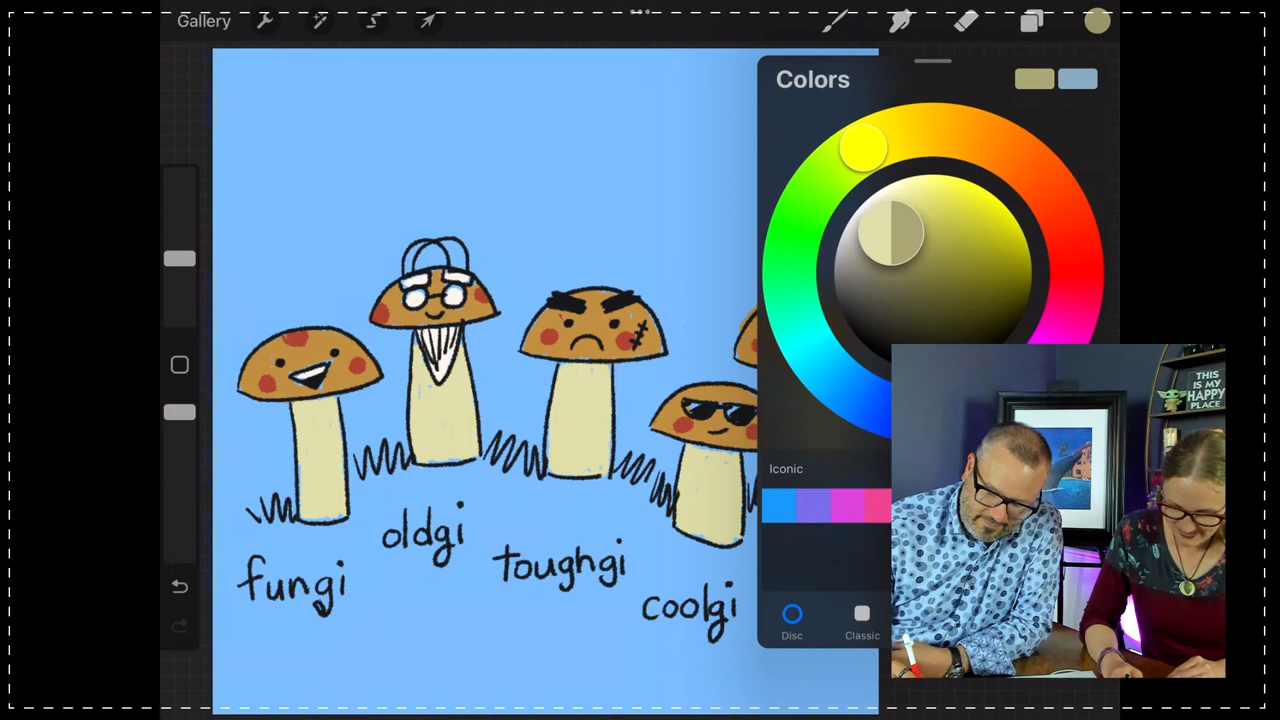 Gallery
Colors
fungi
oldgi
toughgi
coolgi
Iconic
Disc
Classic
THIS
IS MY
HAPPY
PLACE